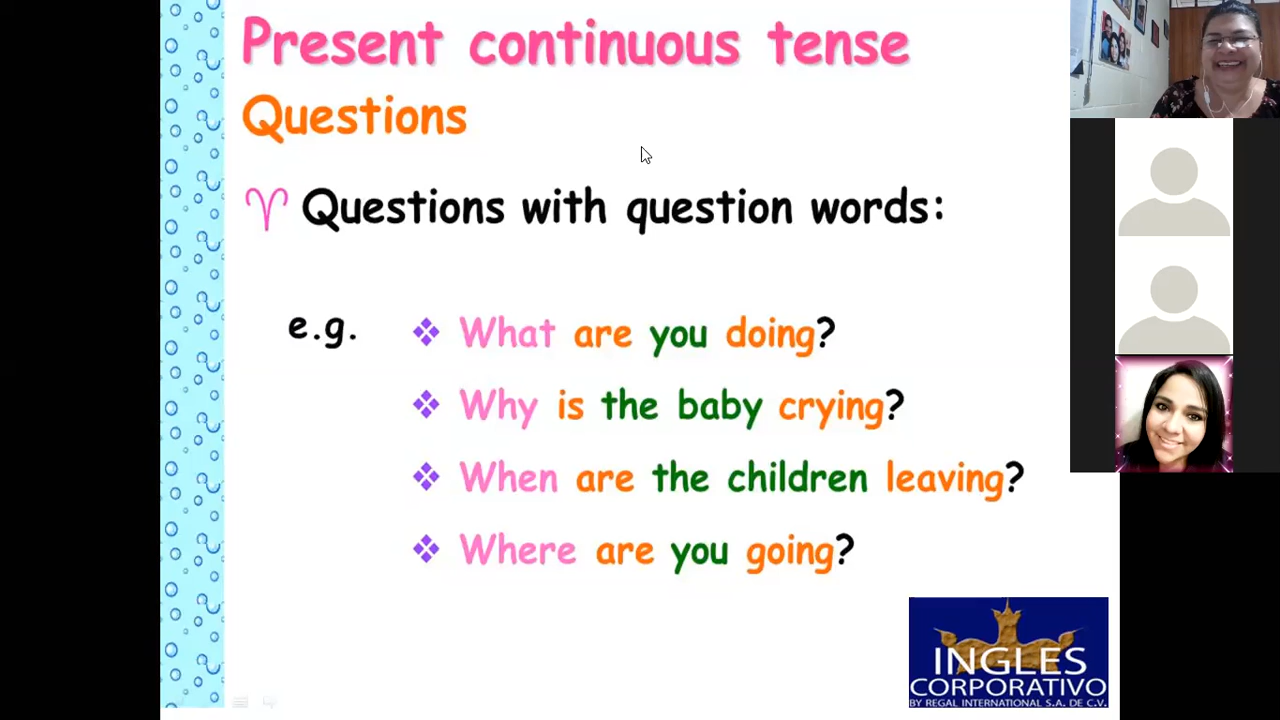 Present continuous tense
Questions
Questions with question words:
e.g.
What are you doing?
Why is the baby crying?
When are the children leaving?
Where are you going?
INGLES
CORPORATIVO
BY REGAL INTERNATIONAL S.A. DE C.V.